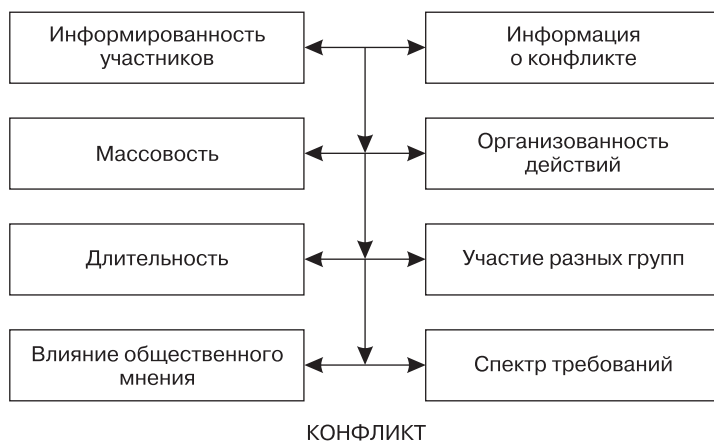 Информированность
участников
Информация
о конфликте
Массовость
Организованность
действий
Длительность
Участие разных групп
Влияние общественного
мнения
Спектр требований
КОНФЛИКТ